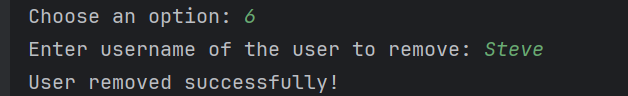 Choose an option: 6
Enter username of the user to remove: Steve
User removed successfully!